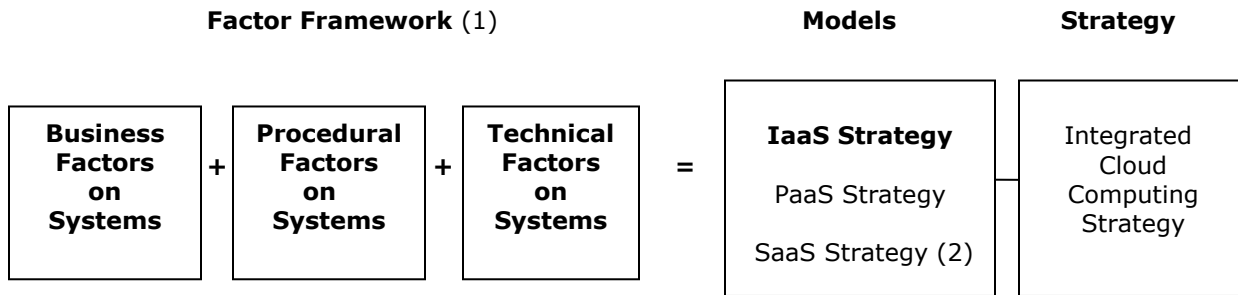 Factor Framework (1)
Models
Strategy
Business
Factors
on
Systems
+
Procedural
Factors
on
Systems
+
Technical
Factors
on
Systems
=
IaaS Strategy
PaaS Strategy
SaaS Strategy (2)
Integrated
Cloud
Computing
Strategy